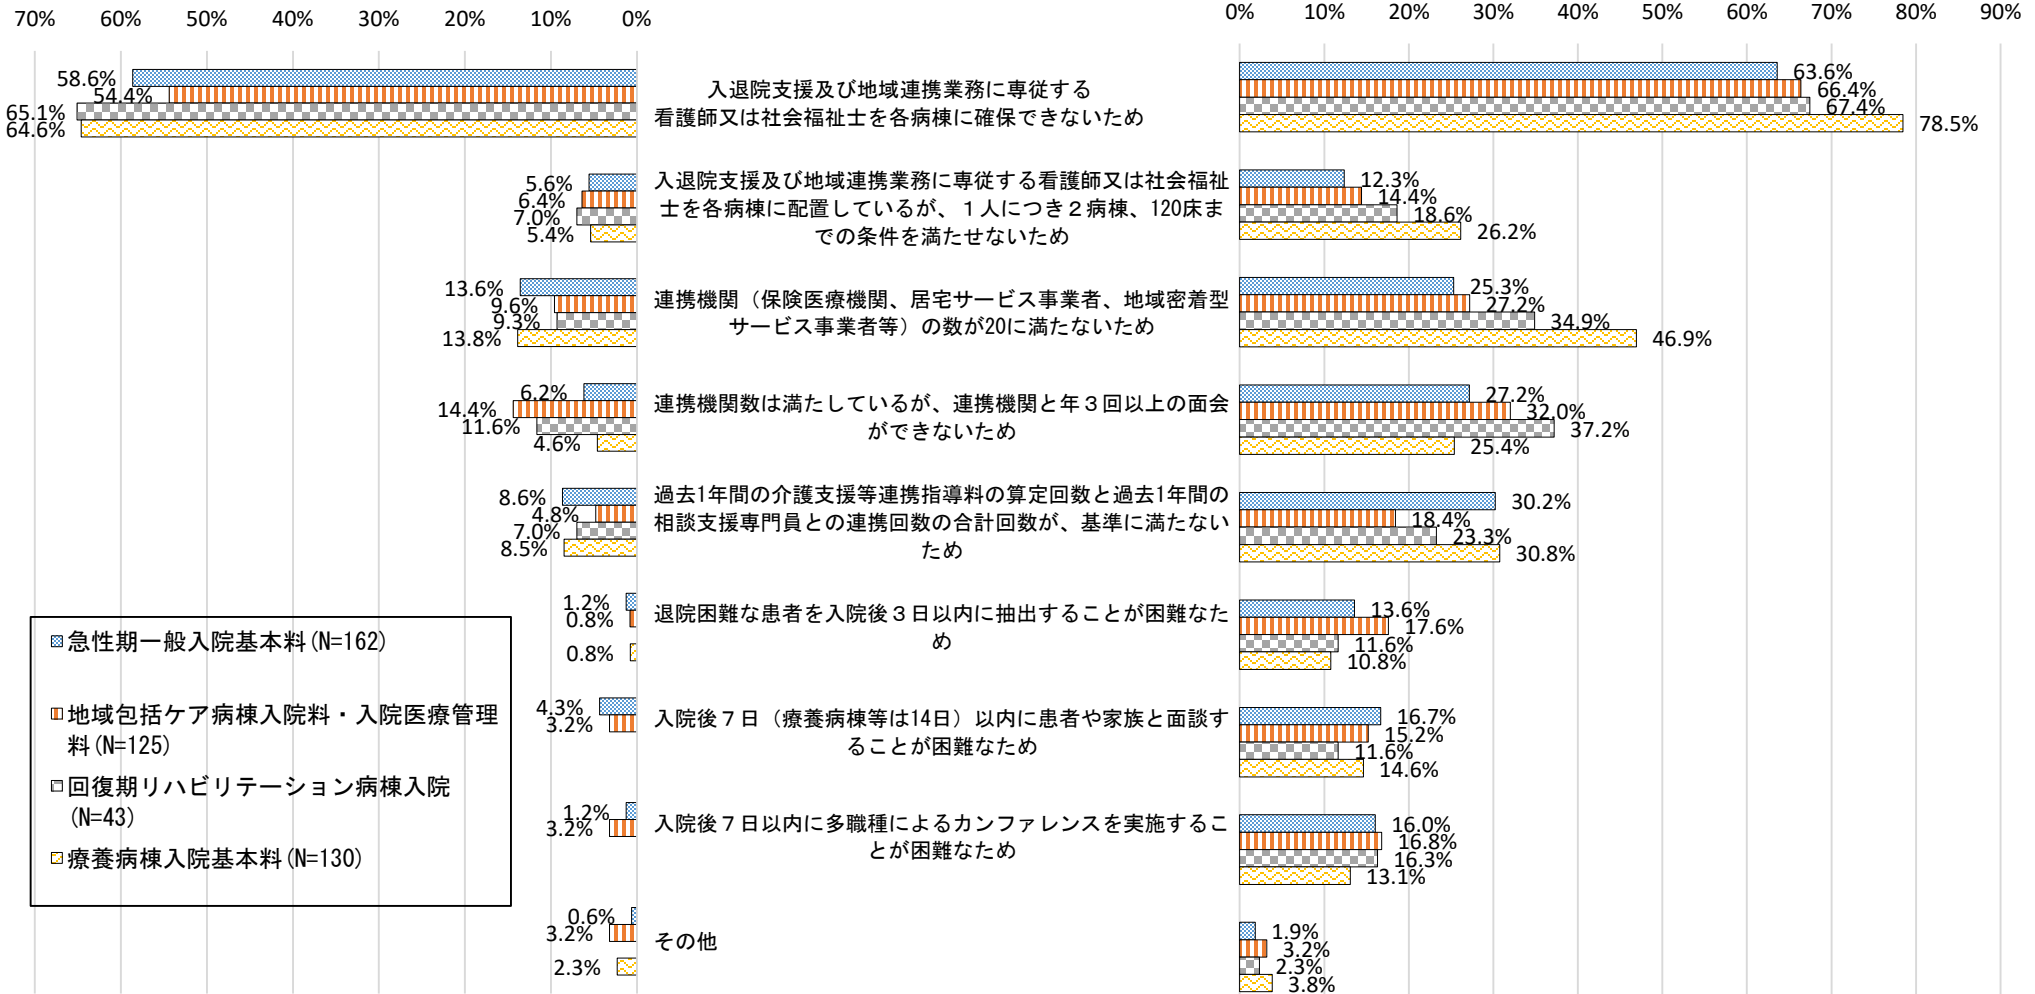 70% 60% 50% 40% 30% 20% 10% 0%
0% 10% 20% 30% 40% 50% 60% 70% 80% 90%
58.6%
54.4%
65.1%
64.6%
入退院支援及び地域連携業務に専従する
看護師又は社会福祉士を各病棟に確保できないため
63.6%
66.4%
67.4%
78.5%
5.6%
6.4%
7.0%
5.4%
入退院支援及び地域連携業務に専従する看護師又は社会福祉
士を各病棟に配置しているが、１人につき２病棟、120床ま
での条件を満たせないため
12.3%
14.4%
18.6%
26.2%
13.6%
9.6%
9.3%
13.8%
連携機関（保険医療機関、居宅サービス事業者、地域密着型
サービス事業者等）の数が20に満たないため
25.3%
27.2%
34.9%
46.9%
6.2%
14.4%
11.6%
4.6%
連携機関数は満たしているが、連携機関と年３回以上の面会
ができないため
27.2%
32.0%
37.2%
25.4%
8.6%
4.8%
7.0%
8.5%
過去1年間の介護支援等連携指導料の算定回数と過去1年間の
相談支援専門員との連携回数の合計回数が、基準に満たない
ため
30.2%
18.4%
23.3%
30.8%
1.2%
0.8%
0.8%
退院困難な患者を入院後３日以内に抽出することが困難なた
め
13.6%
17.6%
11.6%
10.8%
4.3%
3.2%
入院後７日（療養病棟等は14日）以内に患者や家族と面談す
ることが困難なため
16.7%
15.2%
11.6%
14.6%
1.2%
3.2%
入院後７日以内に多職種によるカンファレンスを実施するこ
とが困難なため
16.0%
16.8%
16.3%
13.1%
0.6%
3.2%
2.3%
その他
1.9%
3.2%
2.3%
3.8%
急性期一般入院基本料(N=162)
地域包括ケア病棟入院料・入院医療管理
料(N=125)
回復期リハビリテーション病棟入院
(N=43)
療養病棟入院基本料(N=130)